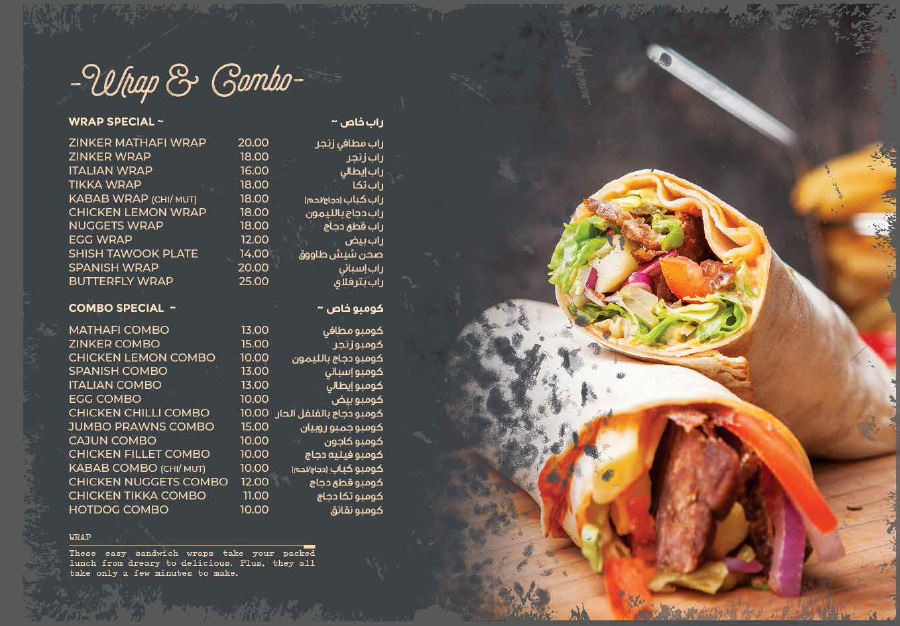 -Wrap & Combo-
WRAP SPECIAL ~ راب خاص ~
ZINKER MATHAFI WRAP 20.00 راب مطافي زنجر
ZINKER WRAP 18.00 راب زنجر
ITALIAN WRAP 16.00 راب إيطالي
TIKKA WRAP 18.00 راب تكا
KABAB WRAP (CHI/ MUT) 18.00 راب كباب (دجاج/لحم)
CHICKEN LEMON WRAP 18.00 راب دجاج بالليمون
NUGGETS WRAP 18.00 راب قطع دجاج
EGG WRAP 12.00 راب بيض
SHISH TAWOOK PLATE 14.00 صحن شيش طاووق
SPANISH WRAP 20.00 راب إسباني
BUTTERFLY WRAP 25.00 راب بترفلاي
COMBO SPECIAL ~ كومبو خاص ~
MATHAFI COMBO 13.00 كومبو مطافي
ZINKER COMBO 15.00 كومبو زنجر
CHICKEN LEMON COMBO 10.00 كومبو دجاج بالليمون
SPANISH COMBO 13.00 كومبو إسباني
ITALIAN COMBO 13.00 كومبو إيطالي
EGG COMBO 10.00 كومبو بيض
CHICKEN CHILLI COMBO 10.00 كومبو دجاج بالفلفل الحار
JUMBO PRAWNS COMBO 15.00 كومبو جمبو روبيان
CAJUN COMBO 10.00 كومبو كاجون
CHICKEN FILLET COMBO 10.00 كومبو فيليه دجاج
KABAB COMBO (CHI/ MUT) 10.00 كومبو كباب (دجاج/لحم)
CHICKEN NUGGETS COMBO 12.00 كومبو قطع دجاج
CHICKEN TIKKA COMBO 11.00 كومبو تكا دجاج
HOTDOG COMBO 10.00 كومبو نقانق
WRAP
These easy sandwich wraps take your packed
lunch from dreary to delicious. Plus, they all
take only a few minutes to make.